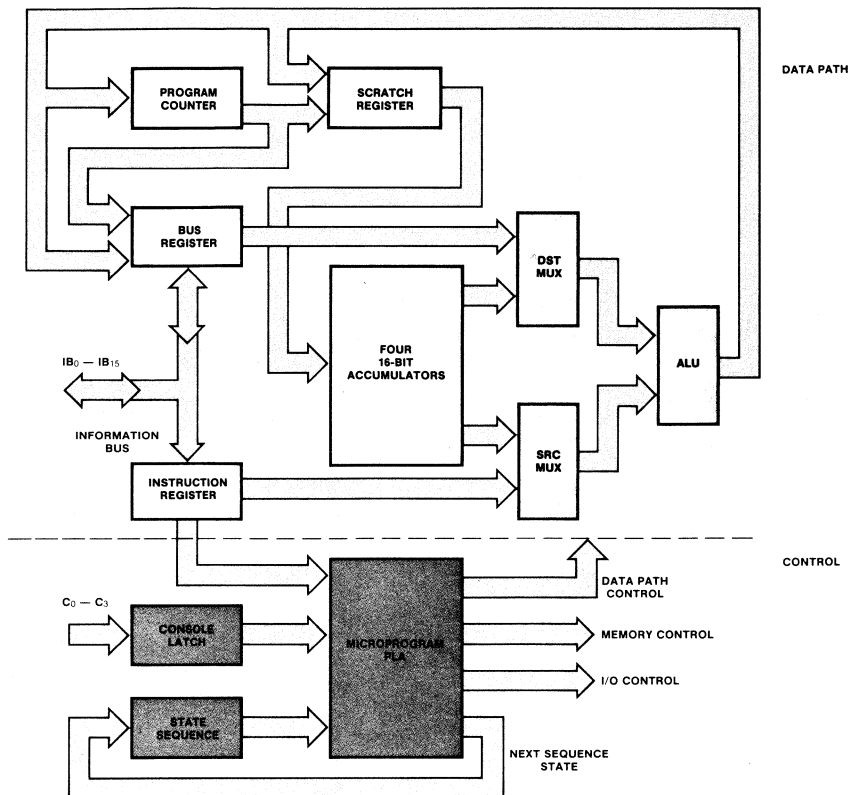 DATA PATH
PROGRAM
COUNTER
SCRATCH
REGISTER
BUS
REGISTER
DST
MUX
FOUR
16-BIT
ACCUMULATORS
ALU
IB0 — IB15
INFORMATION
BUS
SRC
MUX
INSTRUCTION
REGISTER
CONTROL
DATA PATH
CONTROL
C0 — C3
CONSOLE
LATCH
MICROPROGRAM
PLA
MEMORY CONTROL
I/O CONTROL
STATE
SEQUENCE
NEXT SEQUENCE
STATE